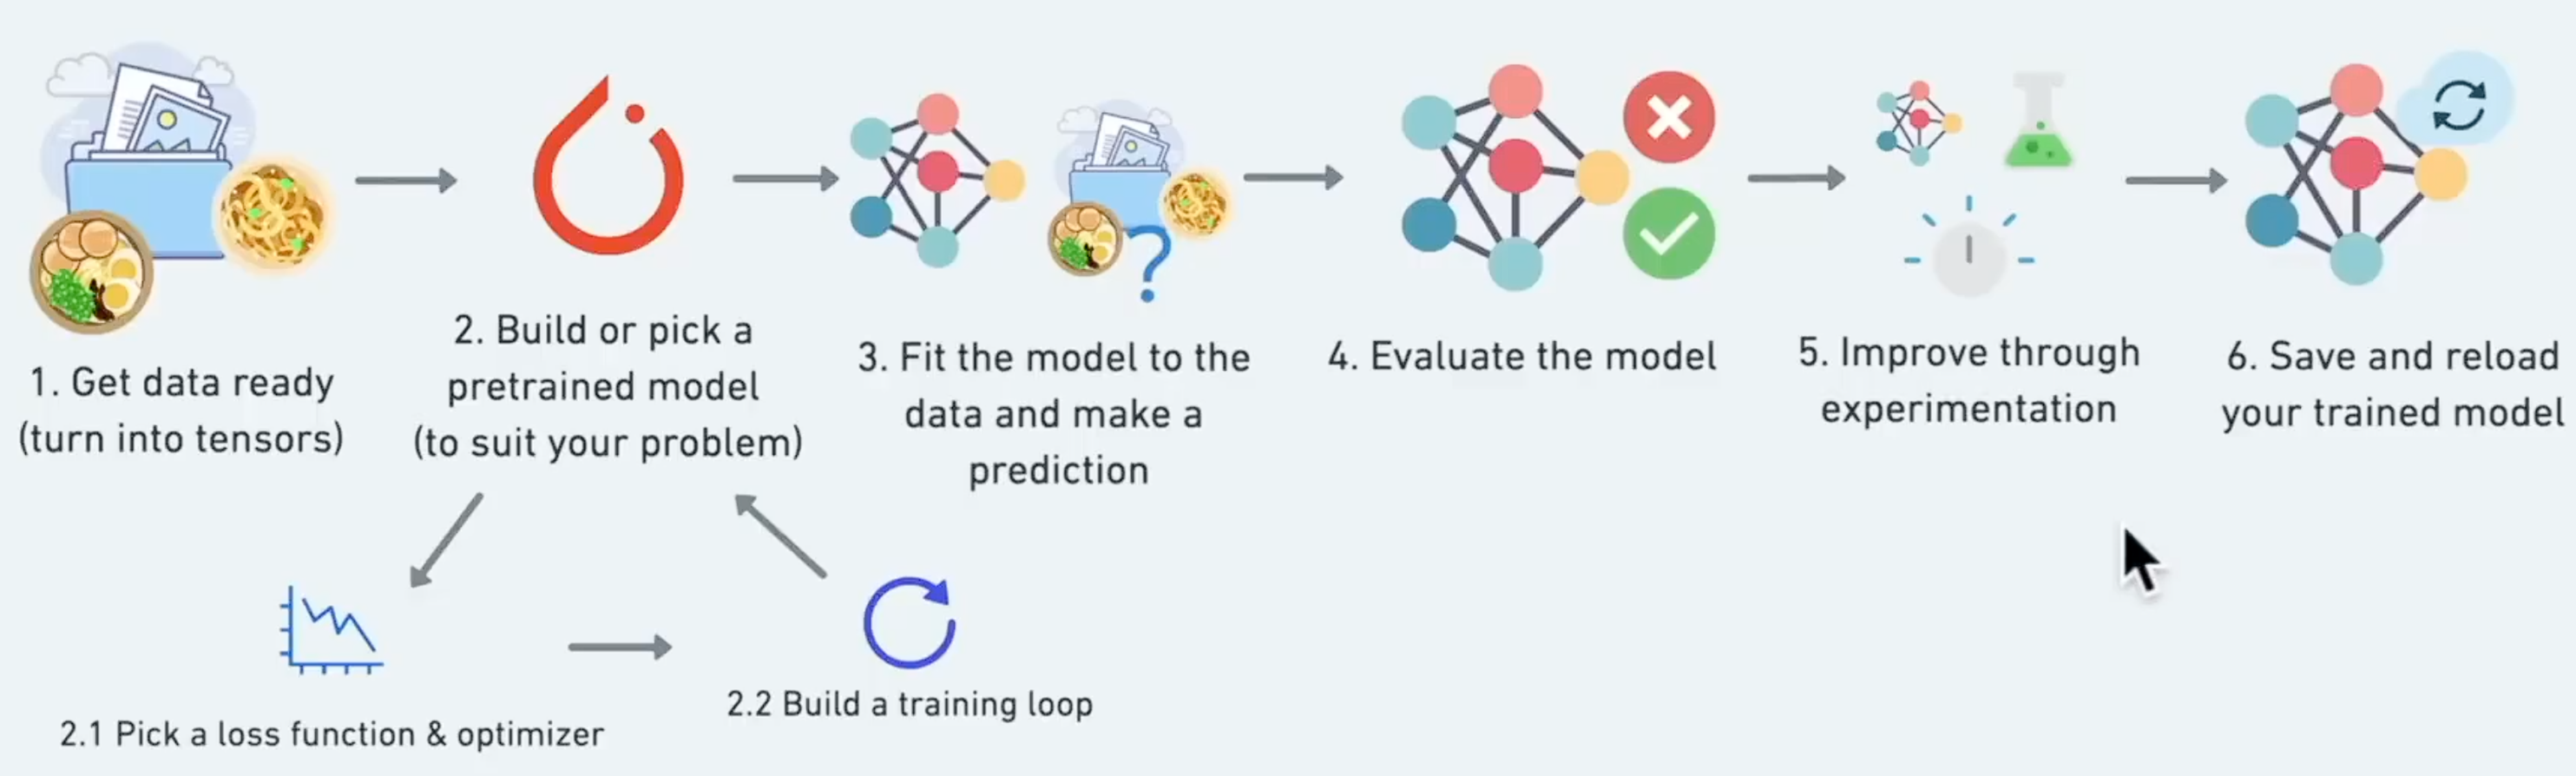 1. Get data ready
(turn into tensors)
2. Build or pick a
pretrained model
(to suit your problem)
3. Fit the model to the
data and make a
prediction
4. Evaluate the model
5. Improve through
experimentation
6. Save and reload
your trained model
2.1 Pick a loss function & optimizer
2.2 Build a training loop